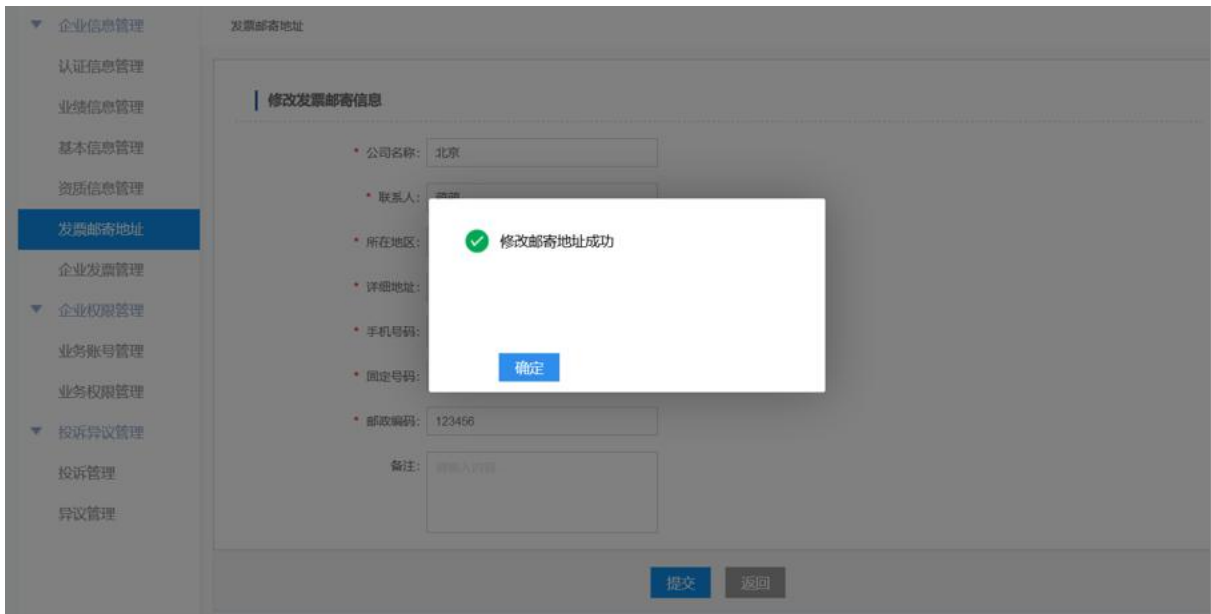 企业信息管理
认证信息管理
业绩信息管理
基本信息管理
资质信息管理
发票邮寄地址
企业发票管理
企业权限管理
业务账号管理
业务权限管理
投诉异议管理
投诉管理
异议管理
发票邮寄地址
修改发票邮寄信息
* 公司名称: 北京
* 联系人:
* 所在地区:
* 详细地址:
* 手机号码:
* 固定号码:
* 邮政编码: 123456
备注: 请输入内容
修改邮寄地址成功
确定
提交 返回